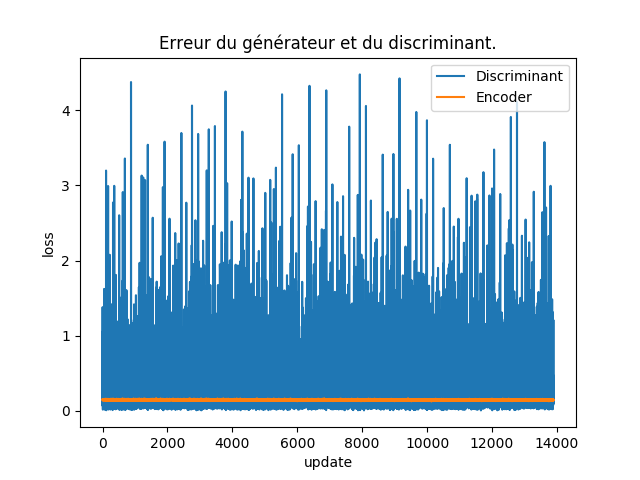 Erreur du générateur et du discriminant.
Discriminant
Encoder
loss
4
3
2
1
0
0 2000 4000 6000 8000 10000 12000 14000
update